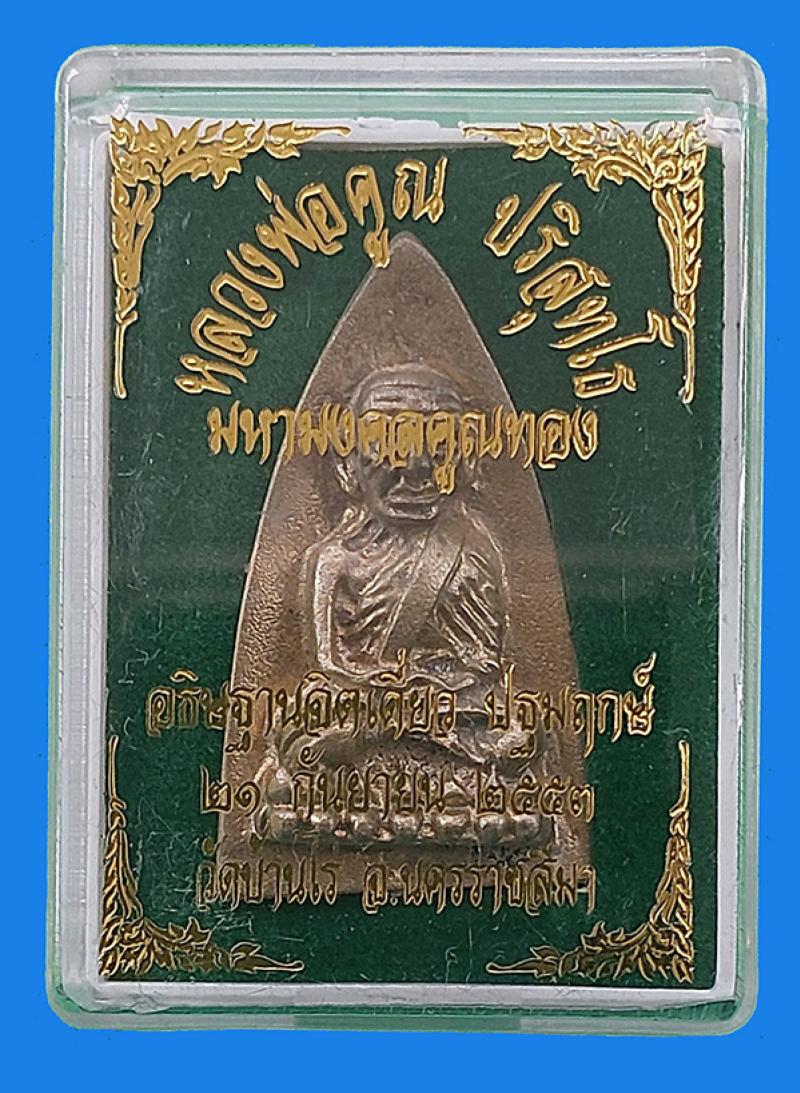 หลวงพ่อคูณ ปริสุทโธ
มหามงคลคูณทอง
อธิษฐานจิตเดี่ยว ปฐมฤกษ์
๒๑ กันยายน ๒๕๕๓
วัดบ้านไร่ จ.นครราชสีมา